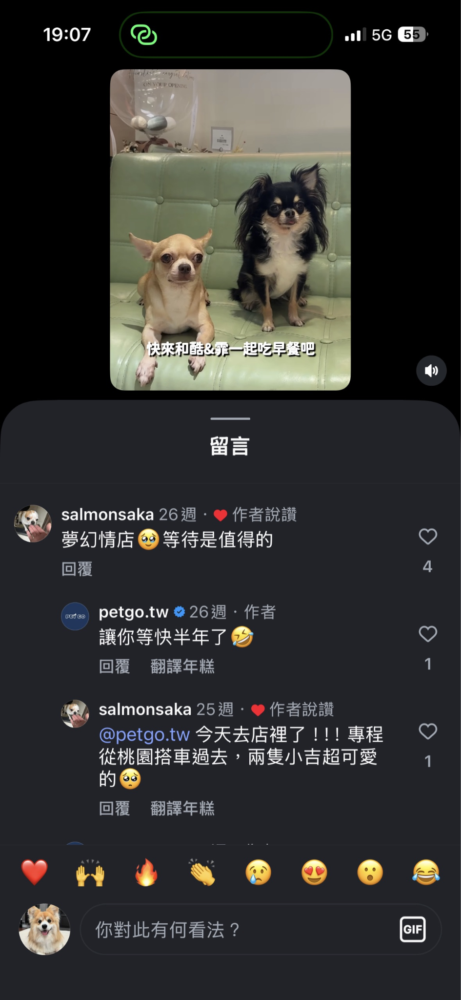 19:07
5G
55
ON YOUR OPENING
快來和酷&霏一起吃早餐吧
留言
salmonsaka 26週 · ❤️ 作者說讚
夢幻情店🥹等待是值得的
回覆
4
PET GO
petgo.tw 26週 · 作者
讓你等快半年了🤣
回覆 翻譯年糕
1
salmonsaka 25週 · ❤️ 作者說讚
@petgo.tw 今天去店裡了！！！專程
從桃園搭車過去，兩隻小吉超可愛
的🥺
回覆 翻譯年糕
1
❤️ 🙌 🔥 👏 😢 😍 😮 😂
你對此有何看法？
GIF